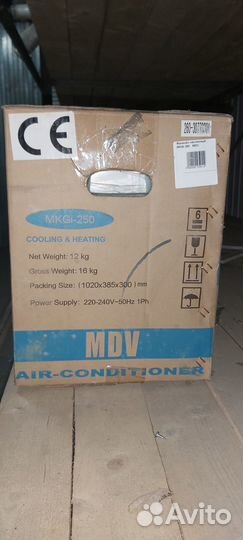 CE
MKGi-250
COOLING & HEATING
Net Weight: 12 kg
Gross Weight: 16 kg
Packing Size: (1020x385x300) mm
Power Supply: 220-240V~50Hz 1Ph
6
MDV
AIR-CONDITIONER
Avito